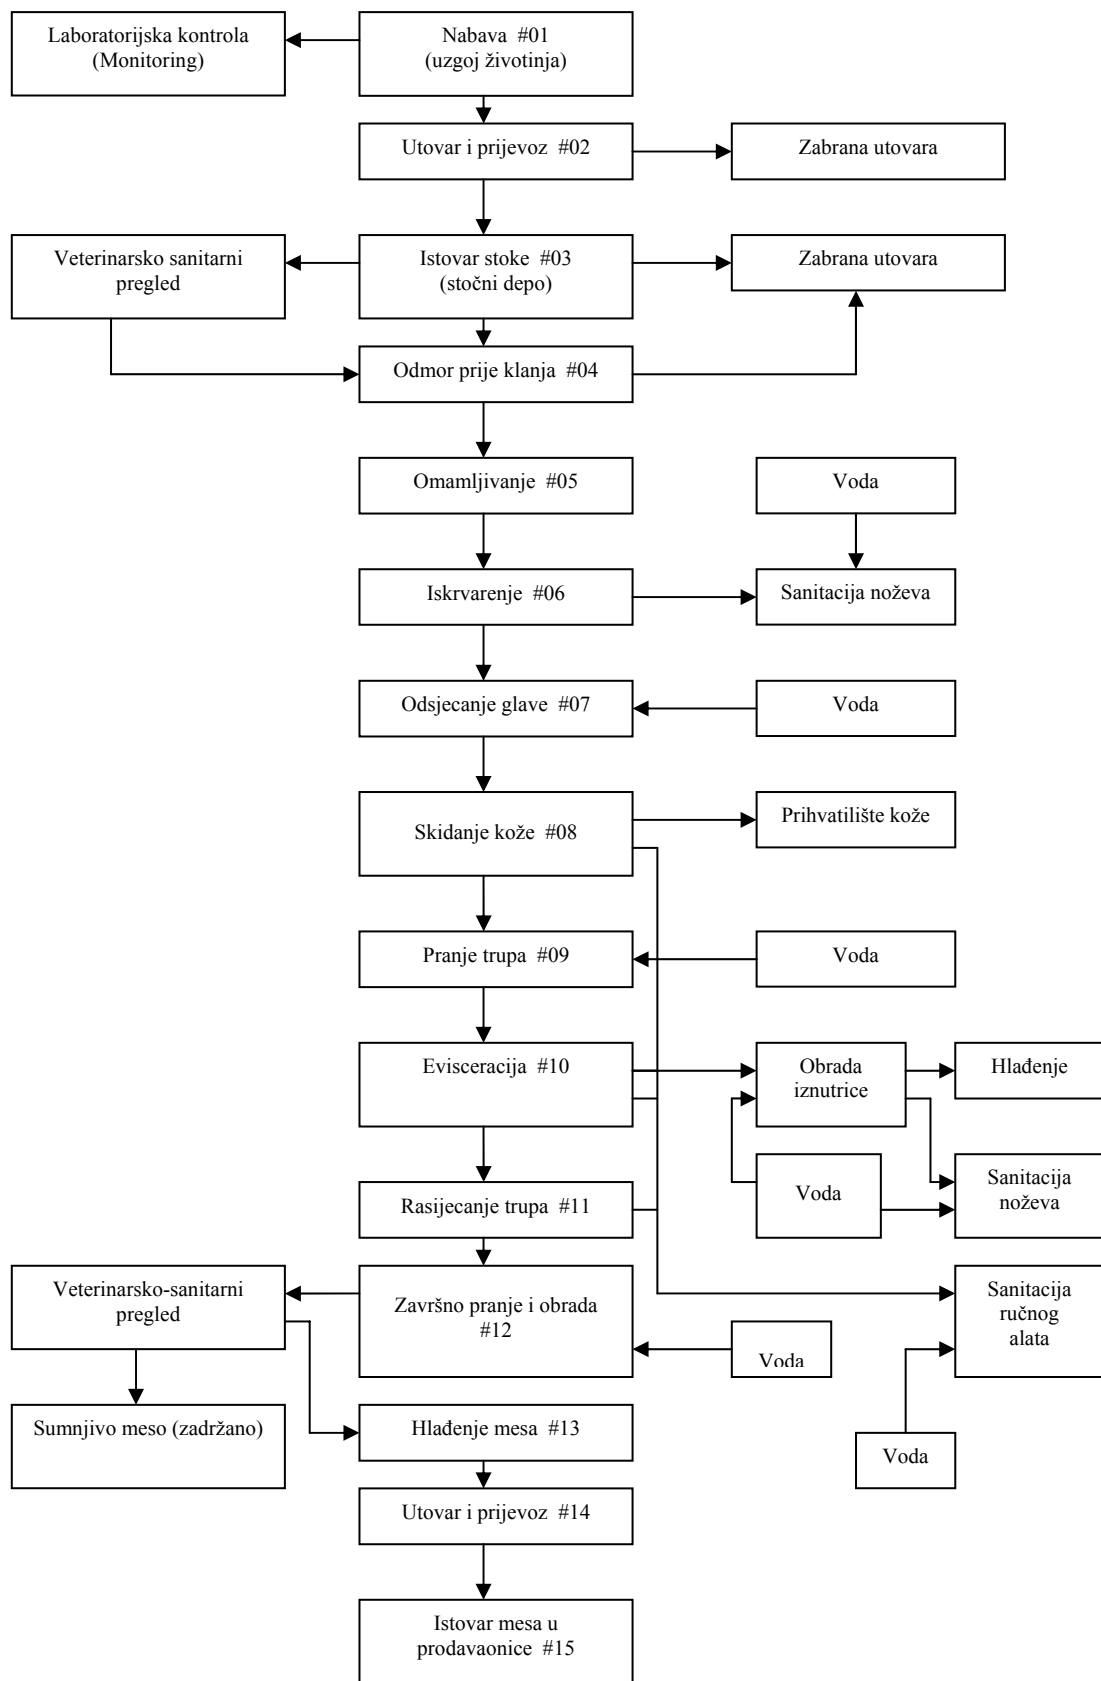 Laboratorijska kontrola
(Monitoring)
Nabava #01
(uzgoj životinja)
Utovar i prijevoz #02
Zabrana utovara
Veterinarsko sanitarni
pregled
Istovar stoke #03
(stočni depo)
Zabrana utovara
Odmor prije klanja #04
Omamljivanje #05
Voda
Iskrvarenje #06
Sanitacija noževa
Odsjecanje glave #07
Voda
Skidanje kože #08
Prihvatilište kože
Pranje trupa #09
Voda
Evisceracija #10
Obrada
iznutrice
Hlađenje
Voda
Sanitacija
noževa
Rasijecanje trupa #11
Veterinarsko-sanitarni
pregled
Završno pranje i obrada
#12
Voda
Sanitacija
ručnog
alata
Sumnjivo meso (zadržano)
Hlađenje mesa #13
Voda
Utovar i prijevoz #14
Istovar mesa u
prodavaonice #15